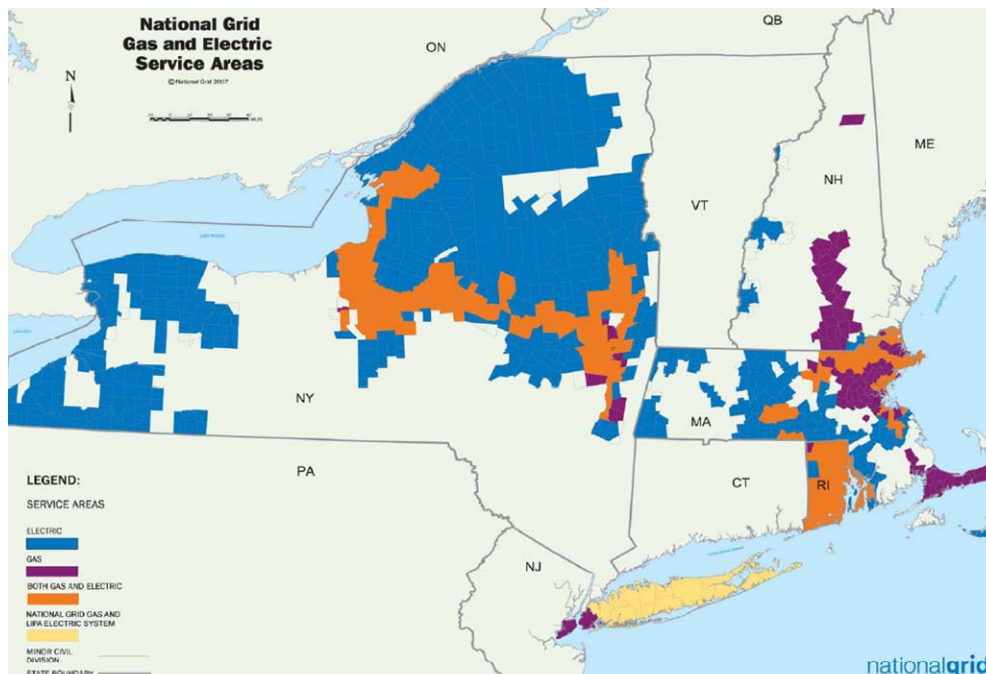 National Grid
Gas and Electric
Service Areas
©National Grid 2007
N
QB
ON
ME
NH
VT
NY
MA
PA
CT
RI
NJ
LEGEND:
SERVICE AREAS
ELECTRIC
GAS
BOTH GAS AND ELECTRIC
NATIONAL GRID GAS AND
LIPA ELECTRIC SYSTEM
MINOR CIVIL
DIVISION
STATE BOUNDARY
nationalgrid